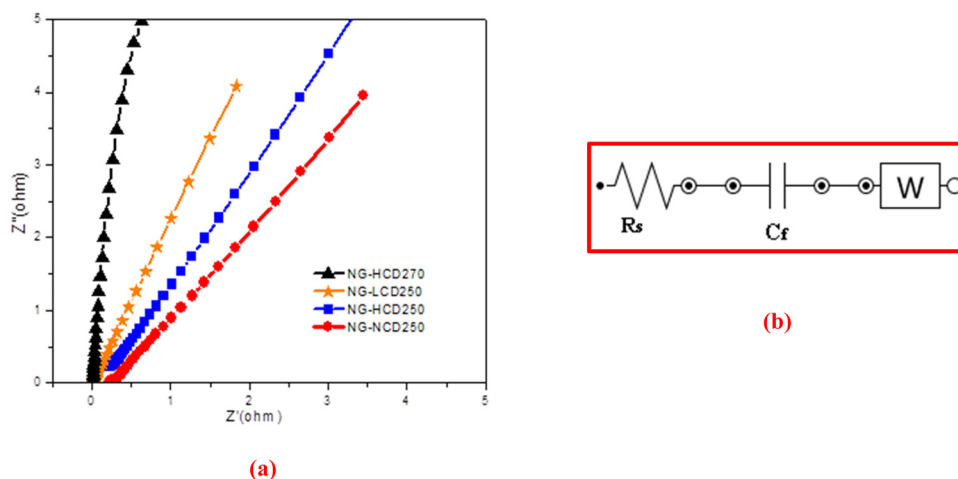 5
4
3
2
1
0
Z"(ohm)
NG-HCD270
NG-LCD250
NG-HCD250
NG-NCD250
0 1 2 3 4 5
Z'(ohm)
(a)
Rs
Cf
W
(b)